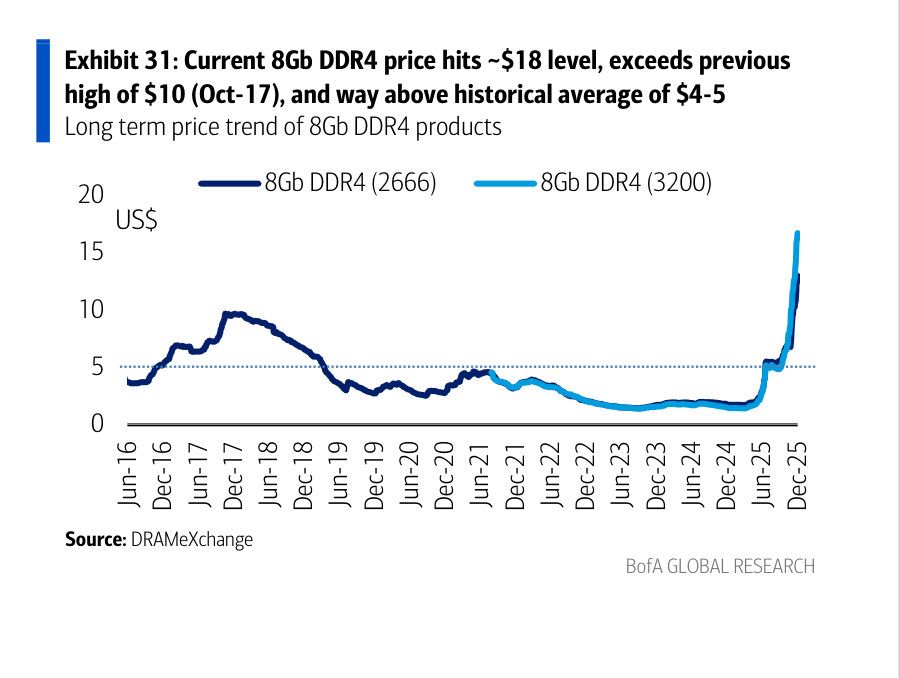 Exhibit 31: Current 8Gb DDR4 price hits ~$18 level, exceeds previous
high of $10 (Oct-17), and way above historical average of $4-5
Long term price trend of 8Gb DDR4 products
8Gb DDR4 (2666)
8Gb DDR4 (3200)
US$
20
15
10
5
0
Jun-16
Dec-16
Jun-17
Dec-17
Jun-18
Dec-18
Jun-19
Dec-19
Jun-20
Dec-20
Jun-21
Dec-21
Jun-22
Dec-22
Jun-23
Dec-23
Jun-24
Dec-24
Jun-25
Dec-25
Source: DRAMeXchange
BofA GLOBAL RESEARCH